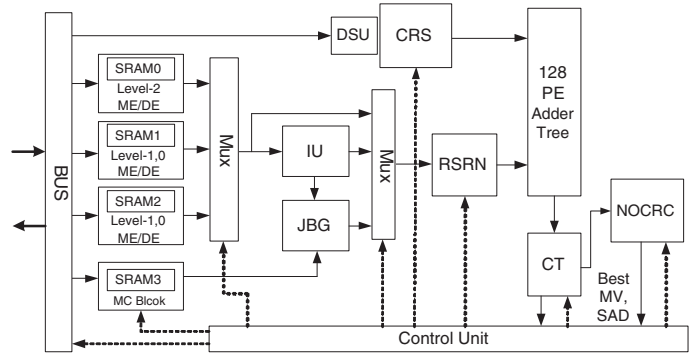 BUS
SRAM0
Level-2
ME/DE
SRAM1
Level-1,0
ME/DE
SRAM2
Level-1,0
ME/DE
SRAM3
MC Blcok
Mux
DSU
CRS
IU
JBG
Mux
RSRN
128
PE
Adder
Tree
CT
NOCRC
Best
MV,
SAD
Control Unit